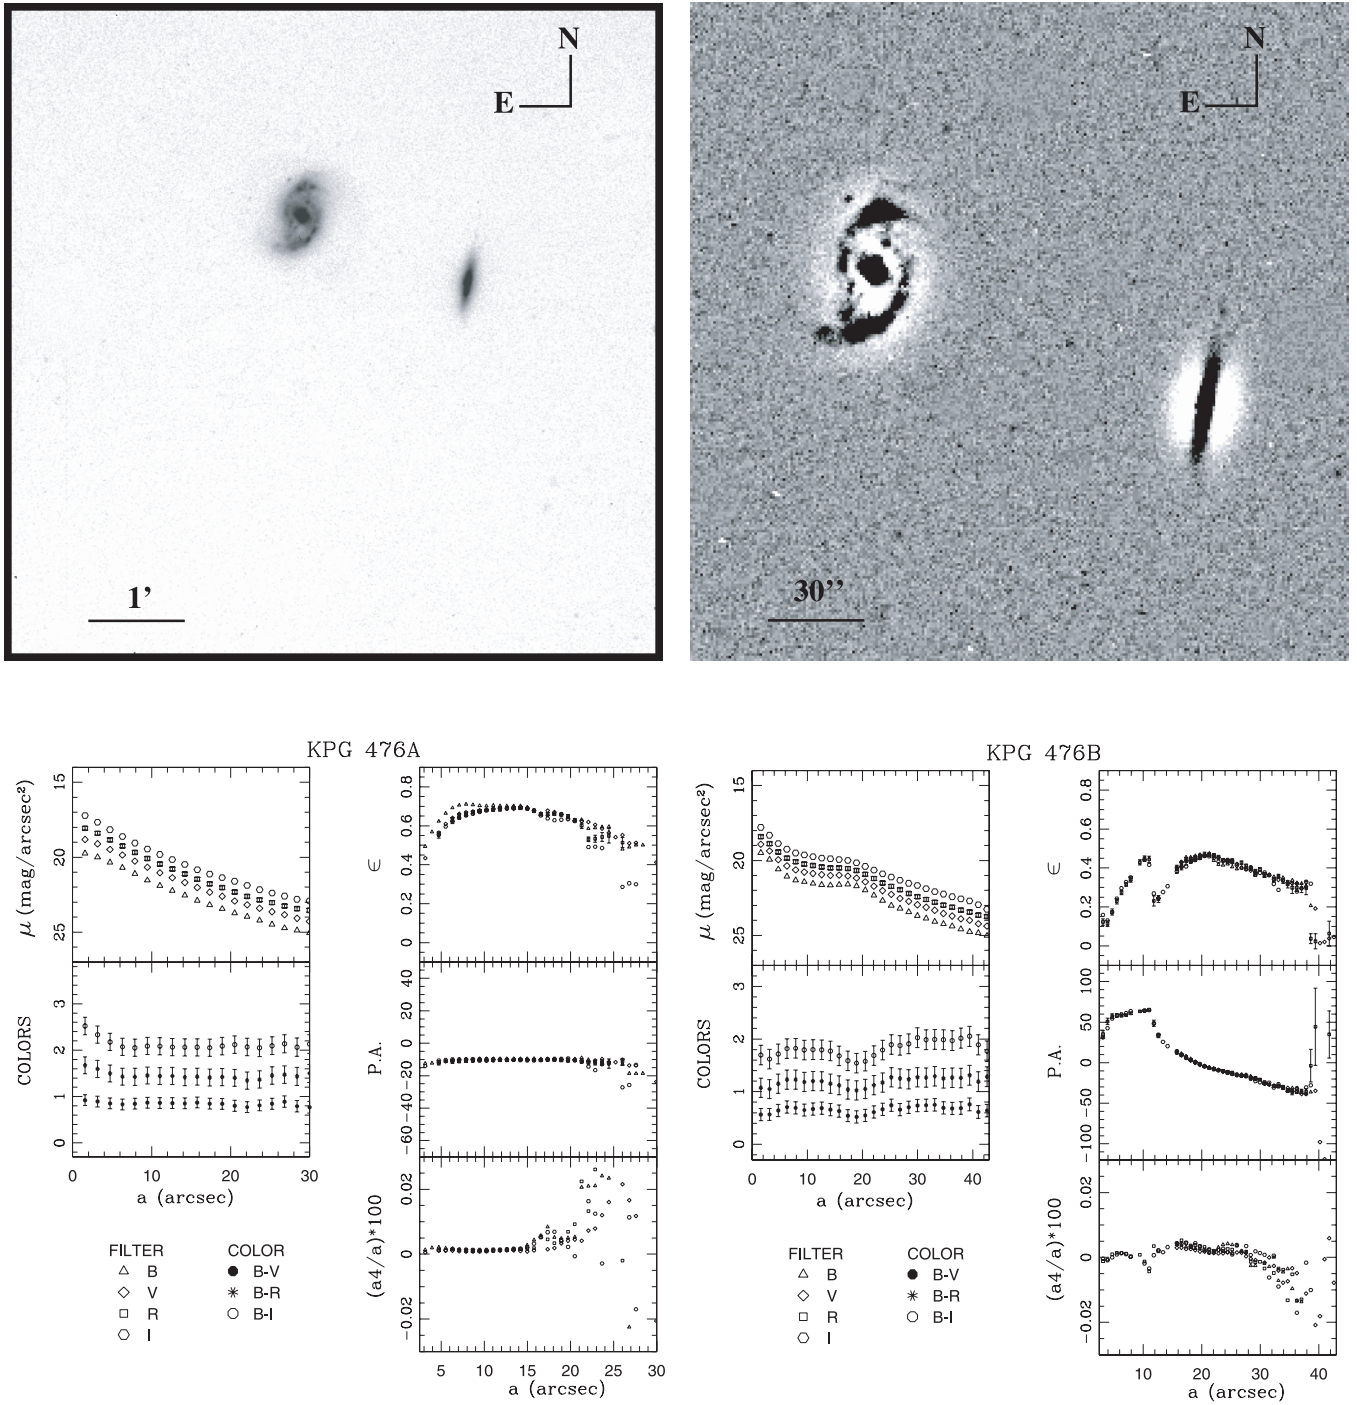 N
E
1’
N
E
30’’
KPG 476A
μ (mag/arcsec²)
15
20
25
COLORS
3
2
1
0
0 10 20 30
a (arcsec)
ϵ
0.8
0.6
0.4
0.2
0
P.A.
40
20
0
−20
−40
−60
(a4/a)*100
0.02
0
−0.02
5 10 15 20 25 30
a (arcsec)
FILTER COLOR
B B-V
V B-R
R B-I
I
KPG 476B
μ (mag/arcsec²)
15
20
25
COLORS
3
2
1
0
0 10 20 30 40
a (arcsec)
ϵ
0.8
0.6
0.4
0.2
0
P.A.
100
50
0
−50
−100
(a4/a)*100
0.02
0
−0.02
10 20 30 40
a (arcsec)
FILTER COLOR
B B-V
V B-R
R B-I
I